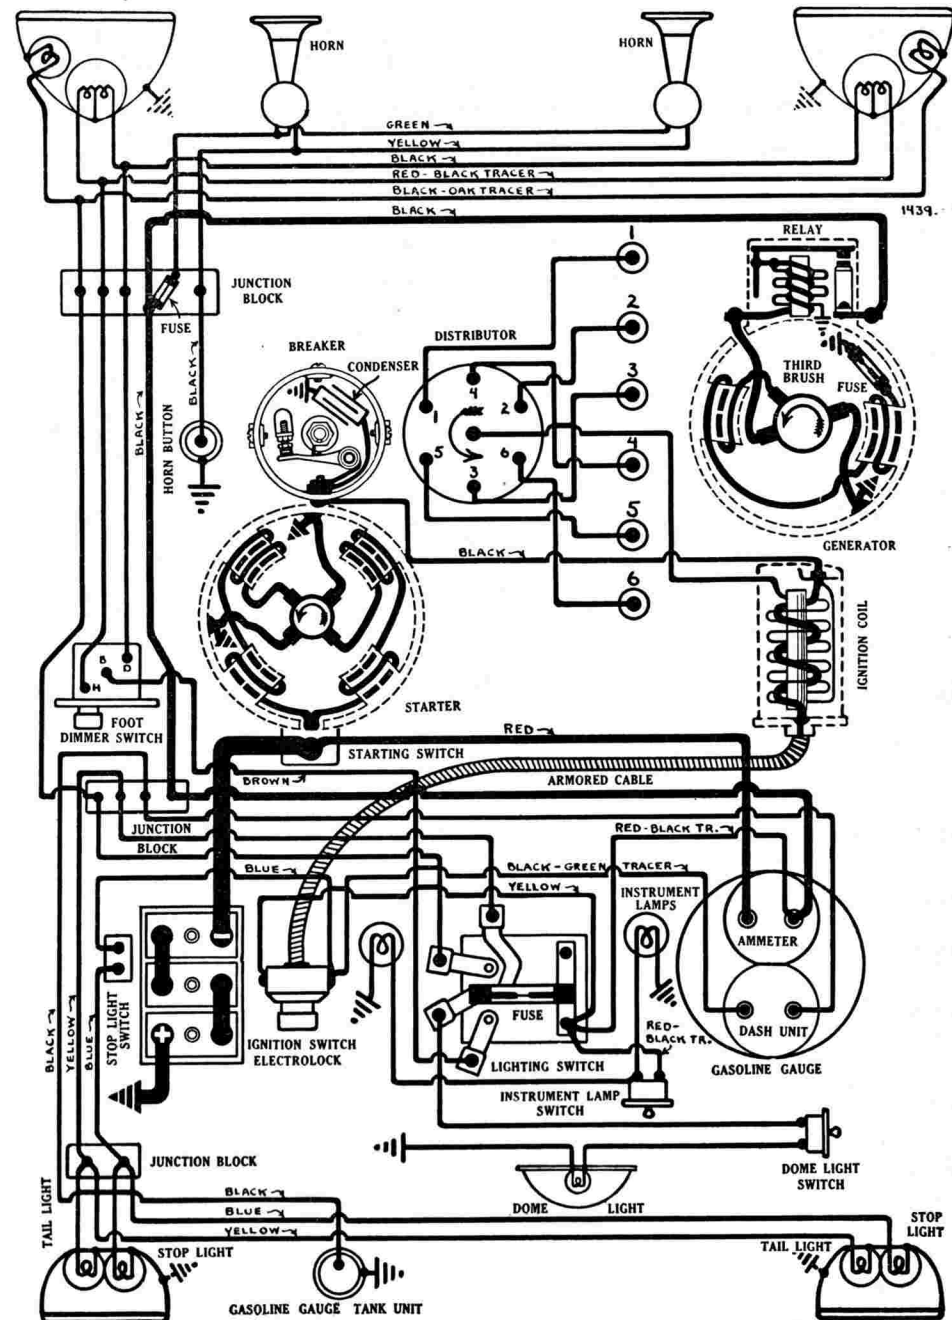 HORN
HORN
GREEN
YELLOW
BLACK
RED-BLACK TRACER
BLACK-OAK TRACER
BLACK
1439.
RELAY
1
JUNCTION
BLOCK
FUSE
2
DISTRIBUTOR
BREAKER
CONDENSER
THIRD
BRUSH
FUSE
3
4
1
2
BLACK
BLACK
HORN BUTTON
4
5
6
3
5
GENERATOR
BLACK
6
IGNITION COIL
B
D
H
FOOT
DIMMER SWITCH
STARTER
STARTING SWITCH
RED
BROWN
ARMORED CABLE
JUNCTION
BLOCK
RED-BLACK TR.
BLUE
BLACK-GREEN TRACER
YELLOW
INSTRUMENT
LAMPS
AMMETER
STOP LIGHT
SWITCH
FUSE
DASH UNIT
BLACK
YELLOW
BLUE
IGNITION SWITCH
ELECTROLOCK
LIGHTING SWITCH
RED-
BLACK TR.
GASOLINE GAUGE
INSTRUMENT LAMP
SWITCH
JUNCTION BLOCK
DOME LIGHT
SWITCH
BLACK
BLUE
YELLOW
DOME LIGHT
TAIL LIGHT
STOP LIGHT
TAIL LIGHT
STOP
LIGHT
GASOLINE GAUGE TANK UNIT